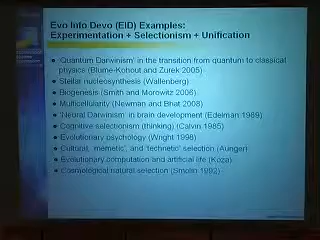 Evo Info Devo (EID) Examples:
Experimentation + Selectionism + Unification
• 'Quantum Darwinism' in the transition from quantum to classical
physics (Blume-Kohout and Zurek 2005)
• Stellar nucleosynthesis (Wallenberg)
• Biogenesis (Smith and Morowitz 2006)
• Multicellularity (Newman and Bhat 2008)
• 'Neural Darwinism' in brain development (Edelman 1989)
• Cognitive selectionism (thinking) (Calvin 1985)
• Evolutionary psychology (Wright 1998)
• Cultural, 'memetic', and 'technetic' selection (Aunger)
• Evolutionary computation and artificial life (Koza)
• Cosmological natural selection (Smolin 1992)